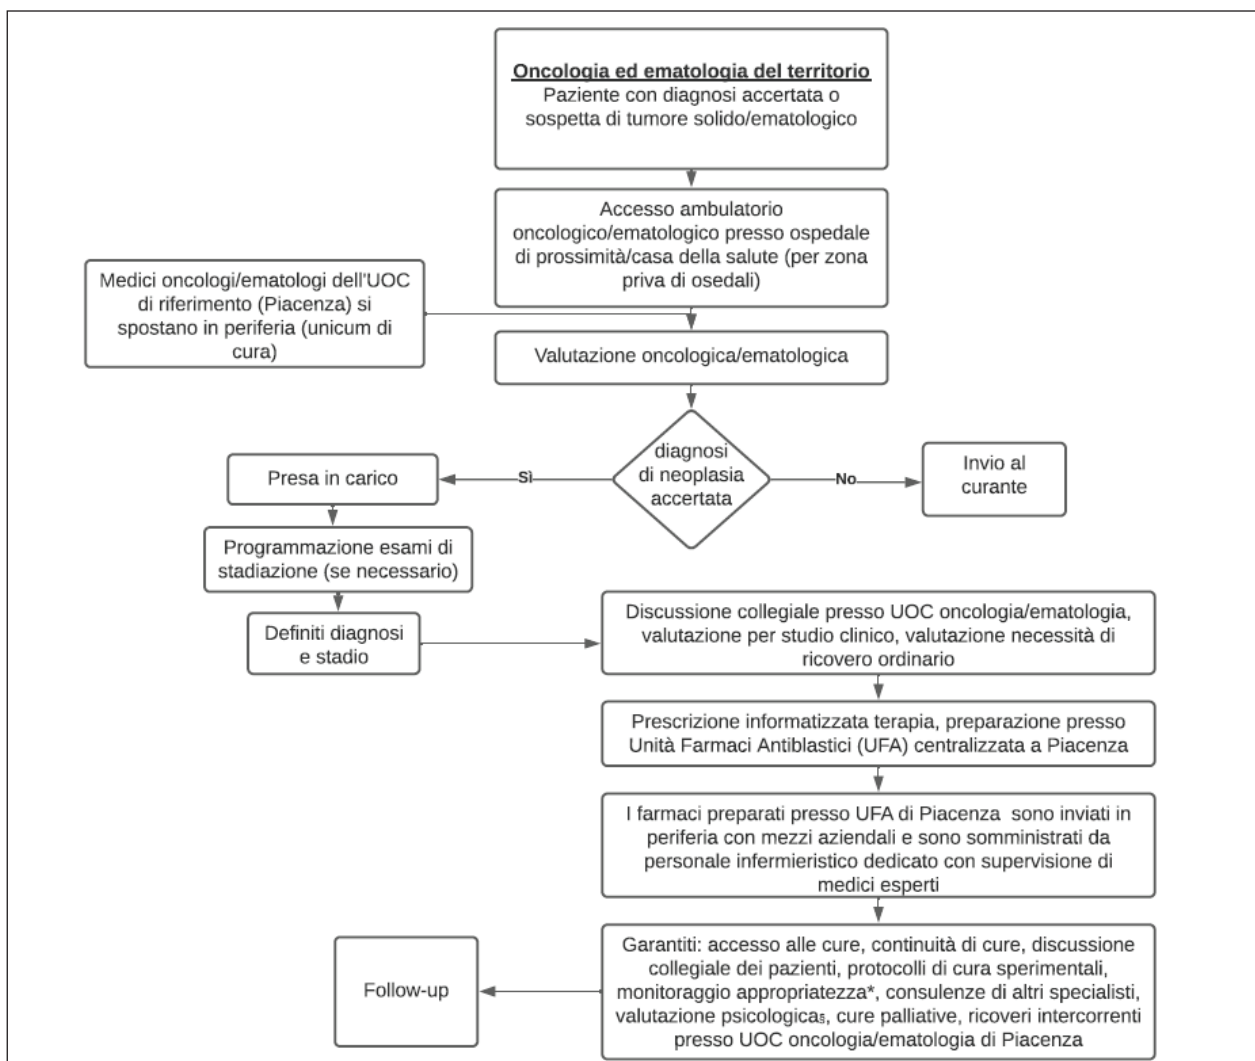 Oncologia ed ematologia del territorio
Paziente con diagnosi accertata o
sospetta di tumore solido/ematologico
Accesso ambulatorio
oncologico/ematologico presso ospedale
di prossimità/casa della salute (per zona
priva di osedali)
Medici oncologi/ematologi dell'UOC
di riferimento (Piacenza) si
spostano in periferia (unicum di
cura)
Valutazione oncologica/ematologica
diagnosi
di neoplasia
accertata
Sì
No
Presa in carico
Invio al
curante
Programmazione esami di
stadiazione (se necessario)
Definiti diagnosi
e stadio
Discussione collegiale presso UOC oncologia/ematologia,
valutazione per studio clinico, valutazione necessità di
ricovero ordinario
Prescrizione informatizzata terapia, preparazione presso
Unità Farmaci Antiblastici (UFA) centralizzata a Piacenza
I farmaci preparati presso UFA di Piacenza sono inviati in
periferia con mezzi aziendali e sono somministrati da
personale infermieristico dedicato con supervisione di
medici esperti
Garantiti: accesso alle cure, continuità di cure, discussione
collegiale dei pazienti, protocolli di cura sperimentali,
monitoraggio appropriatezza*, consulenze di altri specialisti,
valutazione psicologica§, cure palliative, ricoveri intercorrenti
presso UOC oncologia/ematologia di Piacenza
Follow-up